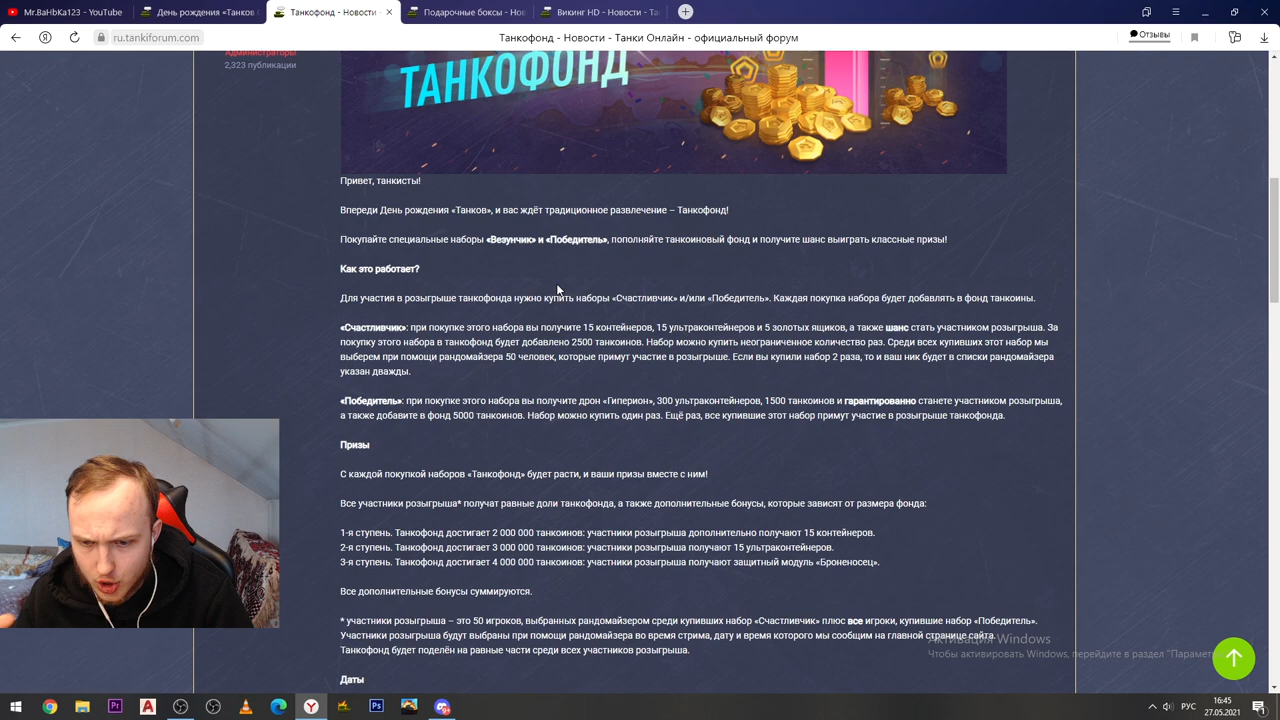 Mr.BaHbKa123 - YouTube
День рождения «Танков
Танкофонд - Новости -
Подарочные боксы - Нов
Викинг HD - Новости - Та
ru.tankiforum.com
Танкофонд - Новости - Танки Онлайн - официальный форум
Отзывы
Администраторы
2,323 публикации
ТАНКОФОНД
Привет, танкисты!
Впереди День рождения «Танков», и вас ждёт традиционное развлечение – Танкофонд!
Покупайте специальные наборы «Везунчик» и «Победитель», пополняйте танкоиновый фонд и получите шанс выиграть классные призы!
Как это работает?
Для участия в розыгрыше танкофонда нужно купить наборы «Счастливчик» и/или «Победитель». Каждая покупка набора будет добавлять в фонд танкоины.
«Счастливчик»: при покупке этого набора вы получите 15 контейнеров, 15 ультраконтейнеров и 5 золотых ящиков, а также шанс стать участником розыгрыша. За
покупку этого набора в танкофонд будет добавлено 2500 танкоинов. Набор можно купить неограниченное количество раз. Среди всех купивших этот набор мы
выберем при помощи рандомайзера 50 человек, которые примут участие в розыгрыше. Если вы купили набор 2 раза, то и ваш ник будет в списки рандомайзера
указан дважды.
«Победитель»: при покупке этого набора вы получите дрон «Гиперион», 300 ультраконтейнеров, 1500 танкоинов и гарантированно станете участником розыгрыша,
а также добавите в фонд 5000 танкоинов. Набор можно купить один раз. Ещё раз, все купившие этот набор примут участие в розыгрыше танкофонда.
Призы
С каждой покупкой наборов «Танкофонд» будет расти, и ваши призы вместе с ним!
Все участники розыгрыша* получат равные доли танкофонда, а также дополнительные бонусы, которые зависят от размера фонда:
1-я ступень. Танкофонд достигает 2 000 000 танкоинов: участники розыгрыша дополнительно получают 15 контейнеров.
2-я ступень. Танкофонд достигает 3 000 000 танкоинов: участники розыгрыша получают 15 ультраконтейнеров.
3-я ступень. Танкофонд достигает 4 000 000 танкоинов: участники розыгрыша получают защитный модуль «Броненосец».
Все дополнительные бонусы суммируются.
* участники розыгрыша – это 50 игроков, выбранных рандомайзером среди купивших набор «Счастливчик» плюс все игроки, купившие набор «Победитель».
Участники розыгрыша будут выбраны при помощи рандомайзера во время стрима, дату и время которого мы сообщим на главной странице сайта.
Танкофонд будет поделён на равные части среди всех участников розыгрыша.
Активация Windows
Чтобы активировать Windows, перейдите в раздел "Парамет
Даты
РУС
16:45
27.05.2021